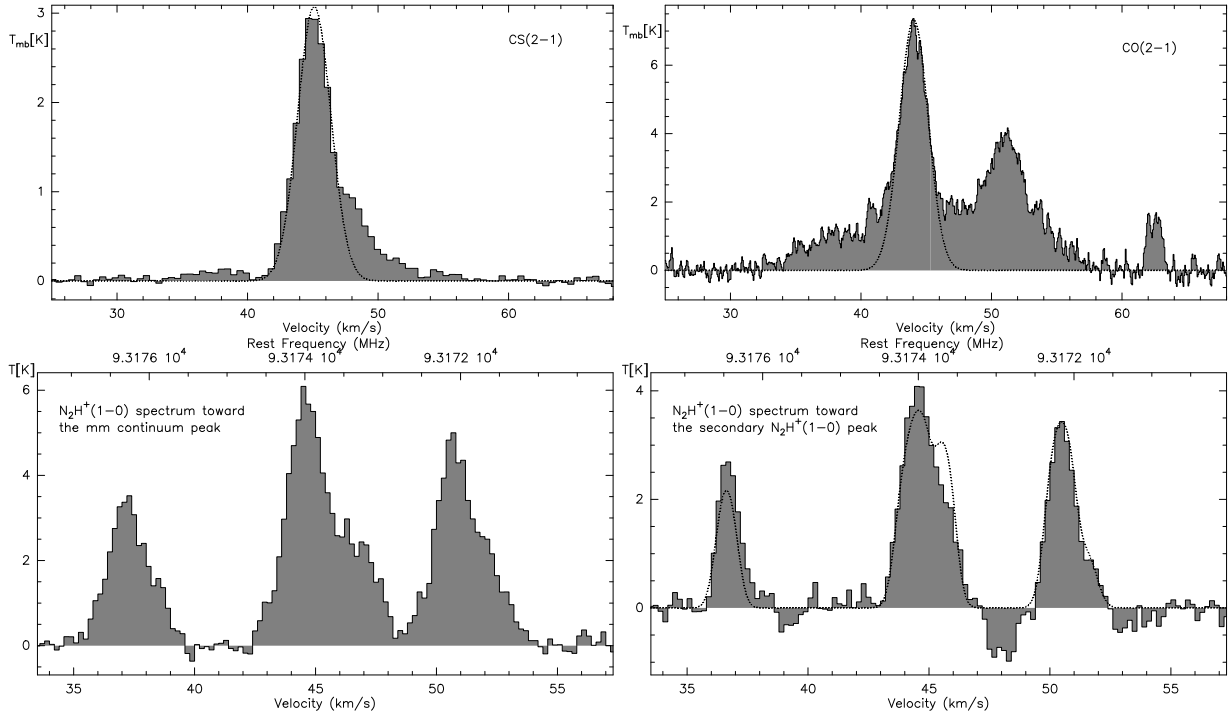 T_mb[K]
CS(2−1)
3
2
1
0
30 40 50 60
Velocity (km/s)
T_mb[K]
CO(2−1)
6
4
2
0
30 40 50 60
Velocity (km/s)
Rest Frequency (MHz)
9.3176 10^4 9.3174 10^4 9.3172 10^4
T[K]
N₂H⁺(1−0) spectrum toward
the mm continuum peak
6
4
2
0
35 40 45 50 55
Velocity (km/s)
Rest Frequency (MHz)
9.3176 10^4 9.3174 10^4 9.3172 10^4
T[K]
N₂H⁺(1−0) spectrum toward
the secondary N₂H⁺(1−0) peak
4
2
0
35 40 45 50 55
Velocity (km/s)